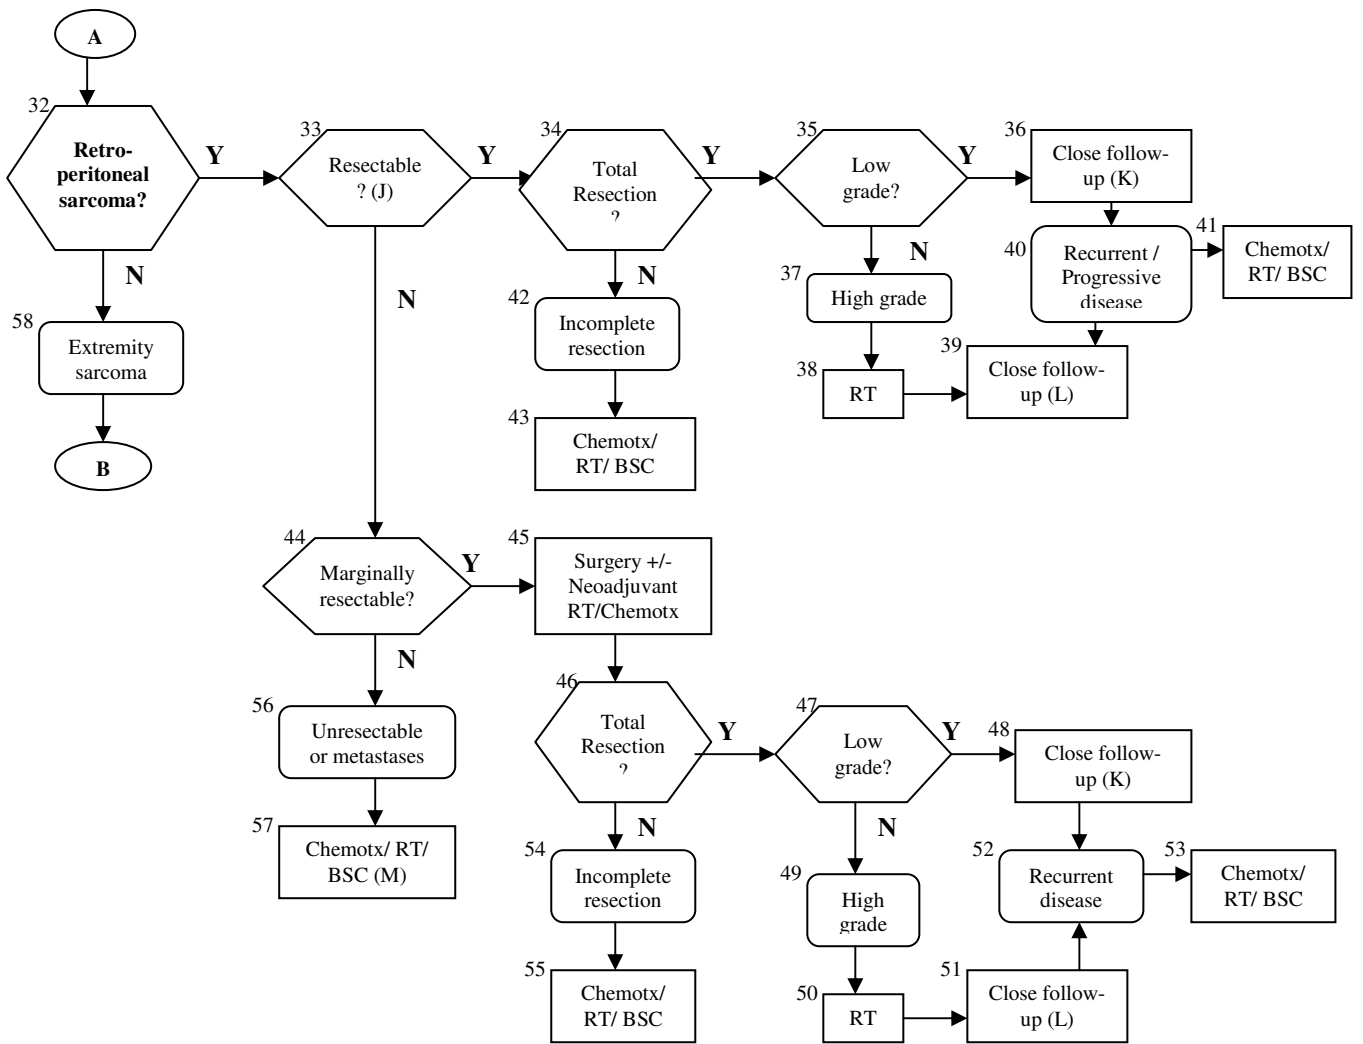 A
32
Retro-
peritoneal
sarcoma?
Y
33
Resectable
? (J)
Y
34
Total
Resection
?
Y
35
Low
grade?
Y
36
Close follow-
up (K)
N
58
Extremity
sarcoma
B
N
N
42
Incomplete
resection
43
Chemotx/
RT/ BSC
N
37
High grade
38
RT
39
Close follow-
up (L)
40
Recurrent /
Progressive
disease
41
Chemotx/
RT/ BSC
44
Marginally
resectable?
Y
45
Surgery +/-
Neoadjuvant
RT/Chemotx
N
56
Unresectable
or metastases
57
Chemotx/ RT/
BSC (M)
46
Total
Resection
?
Y
47
Low
grade?
Y
48
Close follow-
up (K)
N
54
Incomplete
resection
55
Chemotx/
RT/ BSC
N
49
High
grade
50
RT
51
Close follow-
up (L)
52
Recurrent
disease
53
Chemotx/
RT/ BSC